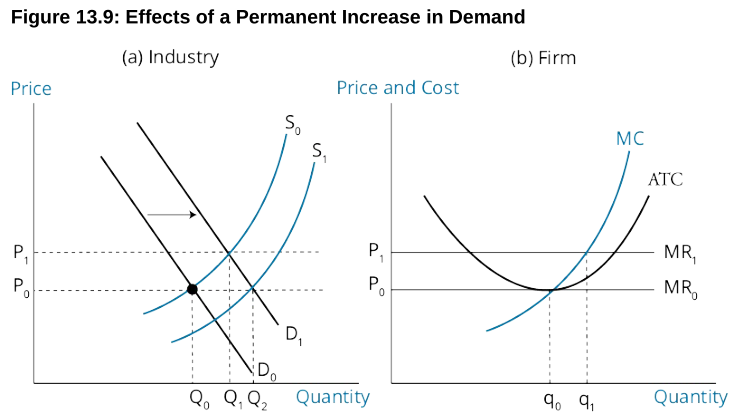 Figure 13.9: Effects of a Permanent Increase in Demand
(a) Industry
(b) Firm
Price
Price and Cost
S0
S1
MC
ATC
P1
P0
D1
D0
Q0 Q1 Q2 Quantity
P1
P0
MR1
MR0
q0 q1 Quantity